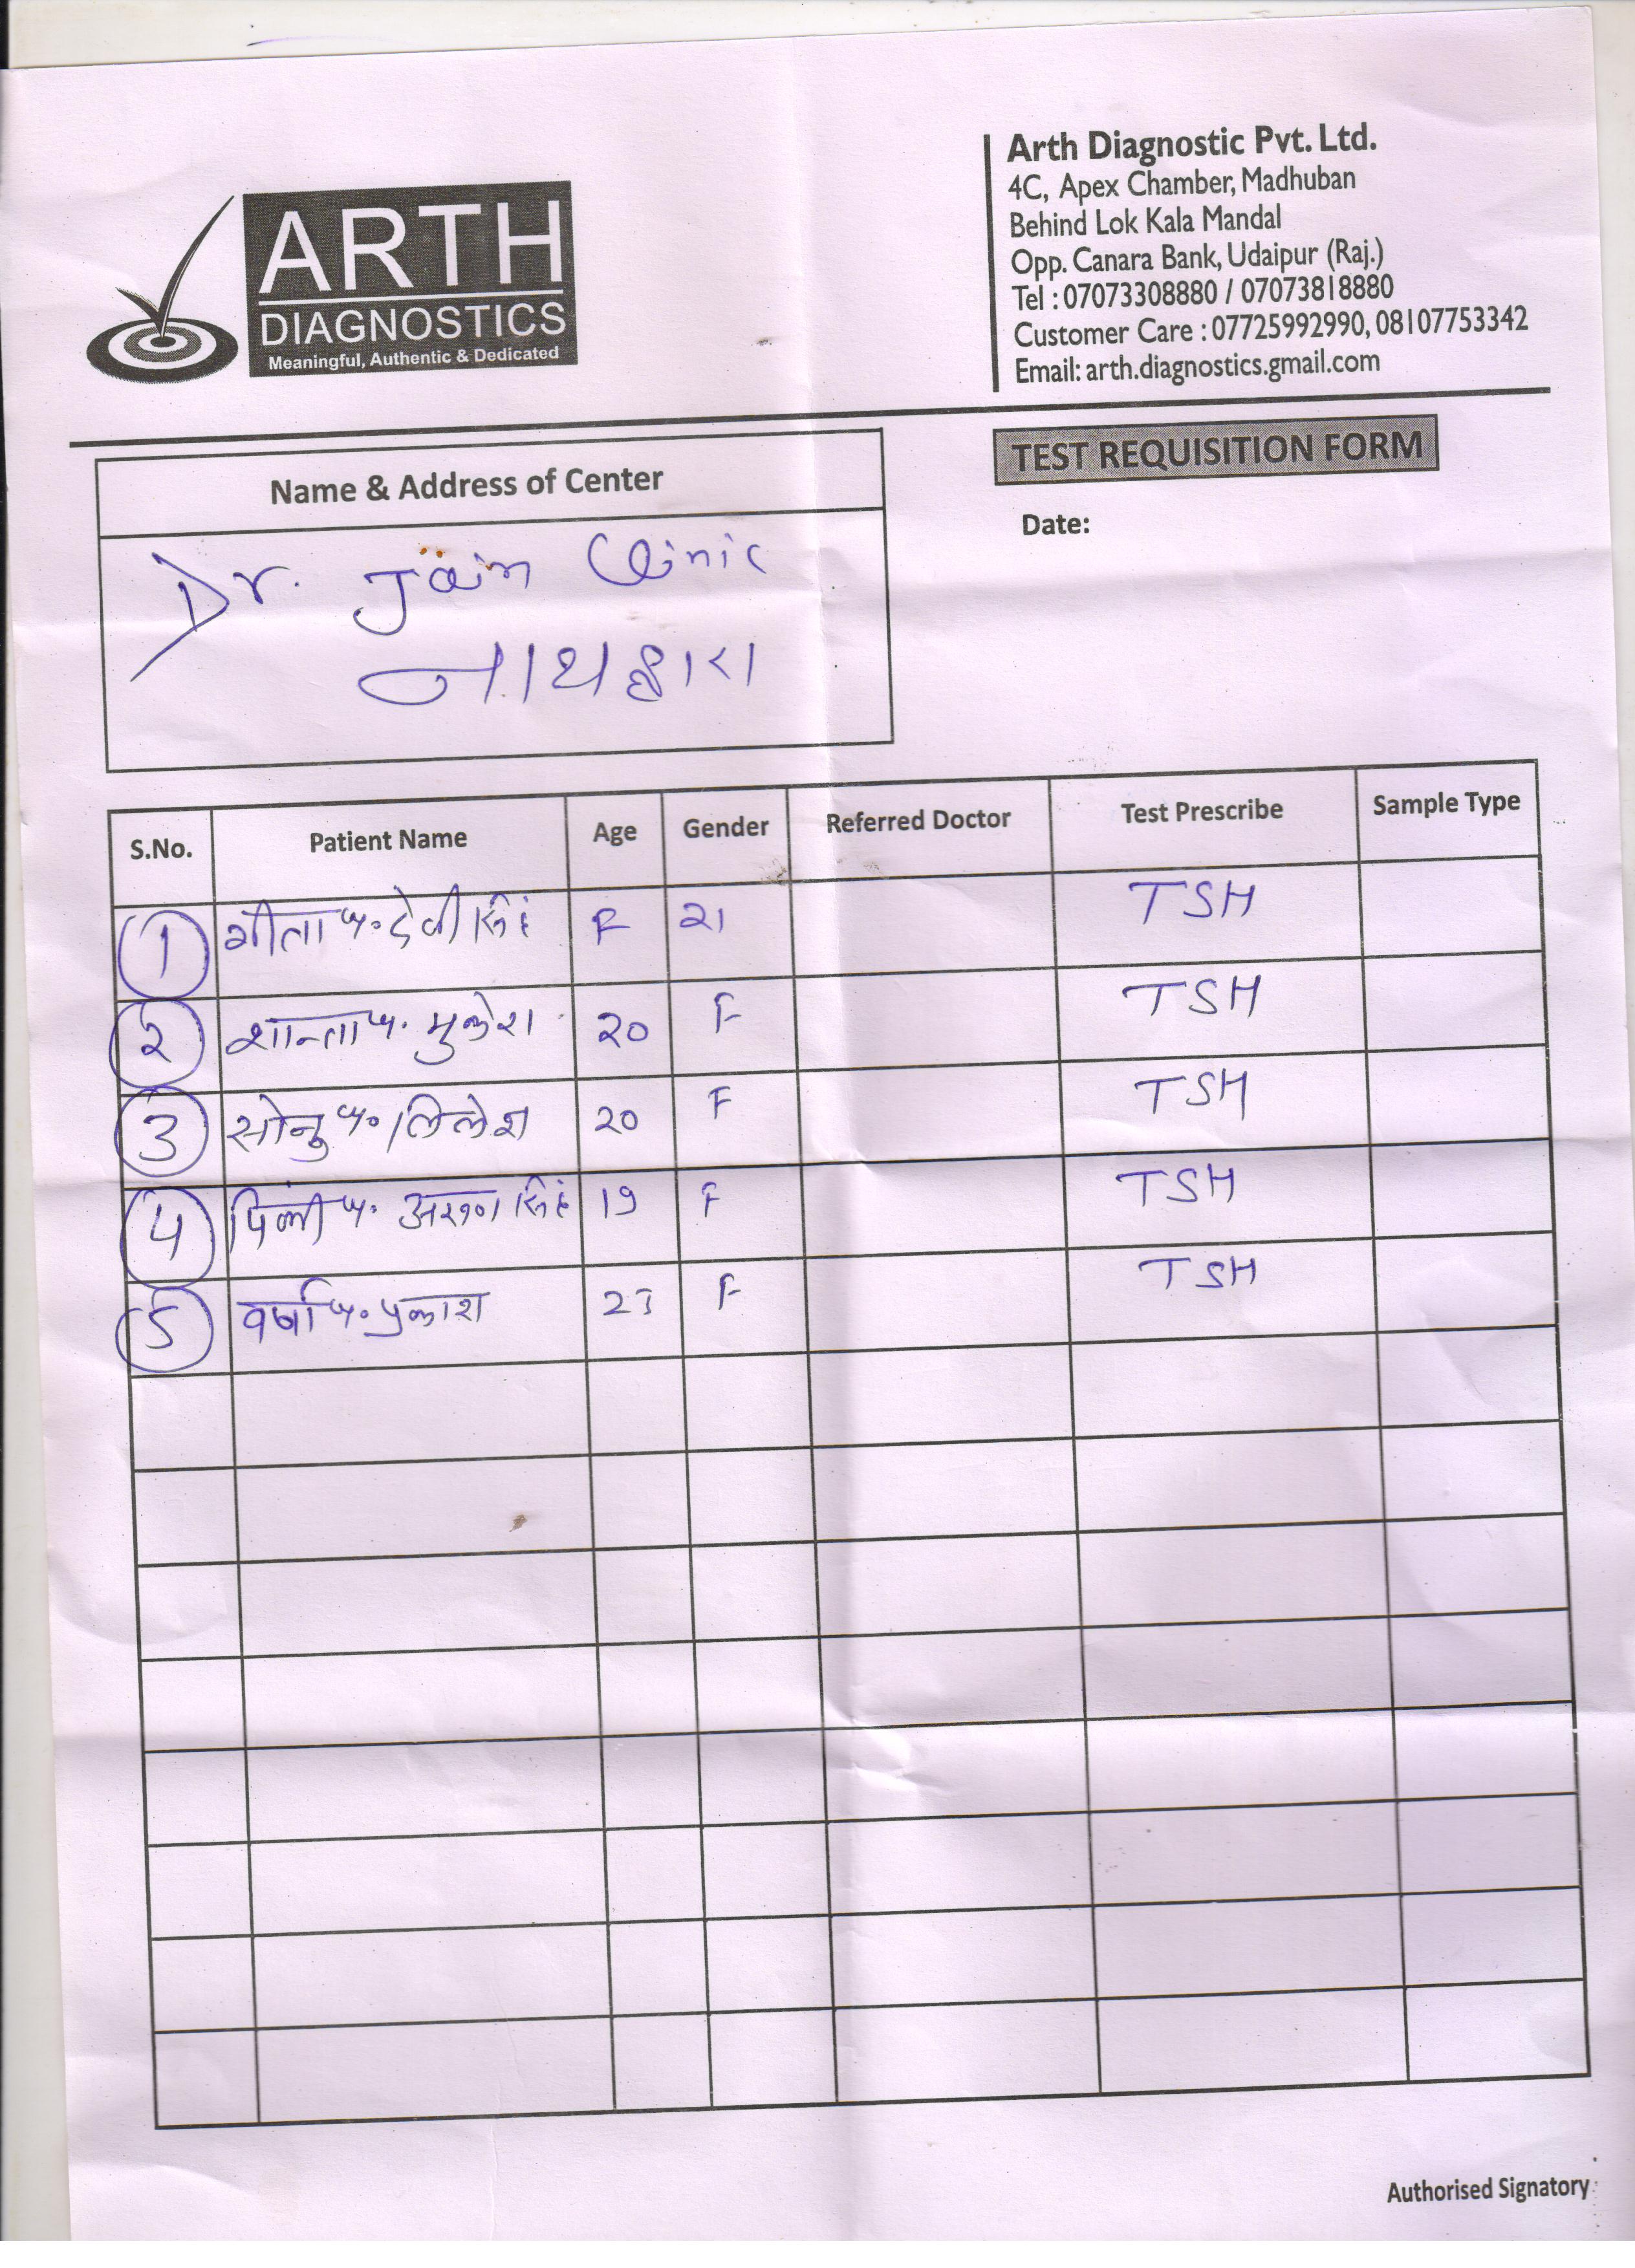 ARTH
DIAGNOSTICS
Meaningful, Authentic & Dedicated
Arth Diagnostic Pvt. Ltd.
4C, Apex Chamber, Madhuban
Behind Lok Kala Mandal
Opp. Canara Bank, Udaipur (Raj.)
Tel : 07073308880 / 07073818880
Customer Care : 07725992990, 08107753342
Email: arth.diagnostics.gmail.com
TEST REQUISITION FORM
Date:
Name & Address of Center
Dr. Jain Clinic
नाथद्वारा
S.No. Patient Name Age Gender Referred Doctor Test Prescribe Sample Type
1 प. देवी सिंह F 21 TSH
2 शान्ता प. मुकेश 20 F TSH
3 सोनु प. 20 F TSH
4 प. सिंह 19 F TSH
5 वर्षा प. प्रकाश 23 F TSH
Authorised Signatory